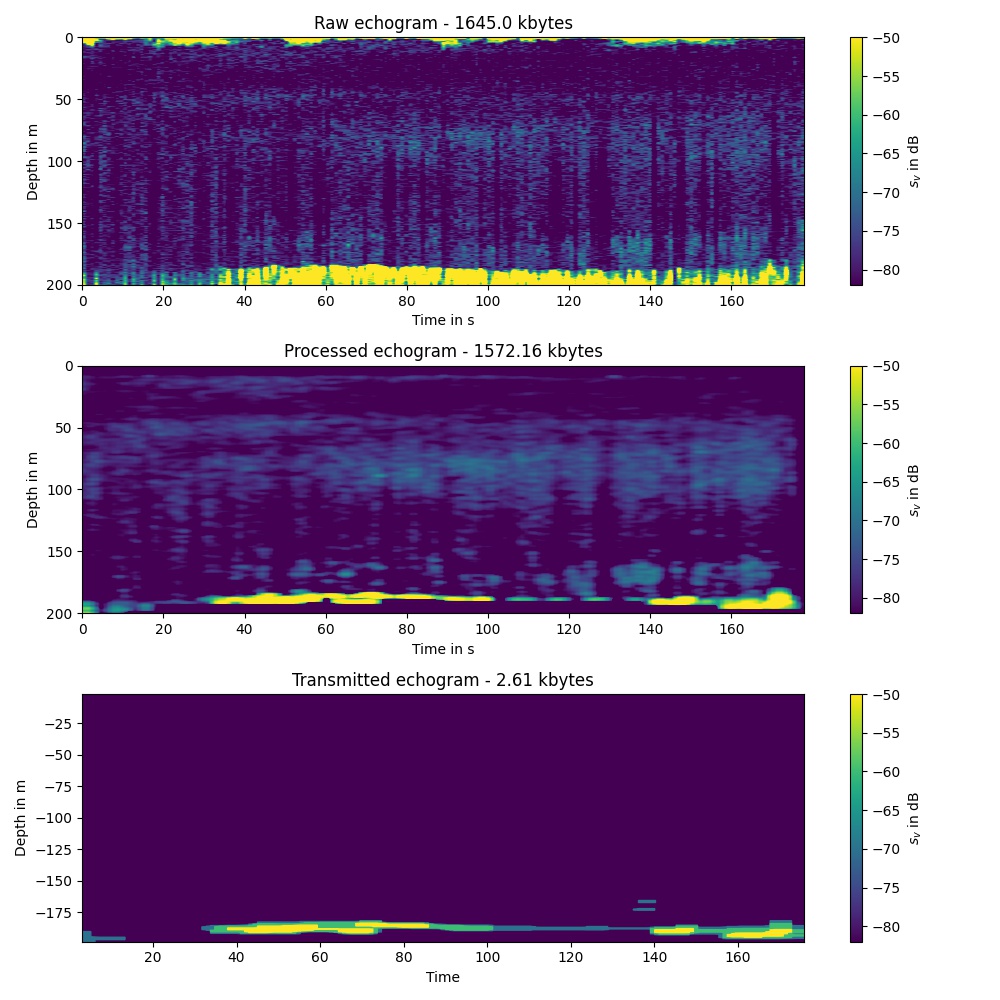 Raw echogram - 1645.0 kbytes
0
50
100
150
200
Depth in m
0 20 40 60 80 100 120 140 160
Time in s
−50
−55
−60
−65
−70
−75
−80
sv in dB
Processed echogram - 1572.16 kbytes
0
50
100
150
200
Depth in m
0 20 40 60 80 100 120 140 160
Time in s
−50
−55
−60
−65
−70
−75
−80
sv in dB
Transmitted echogram - 2.61 kbytes
−25
−50
−75
−100
−125
−150
−175
Depth in m
20 40 60 80 100 120 140 160
Time
−50
−55
−60
−65
−70
−75
−80
sv in dB